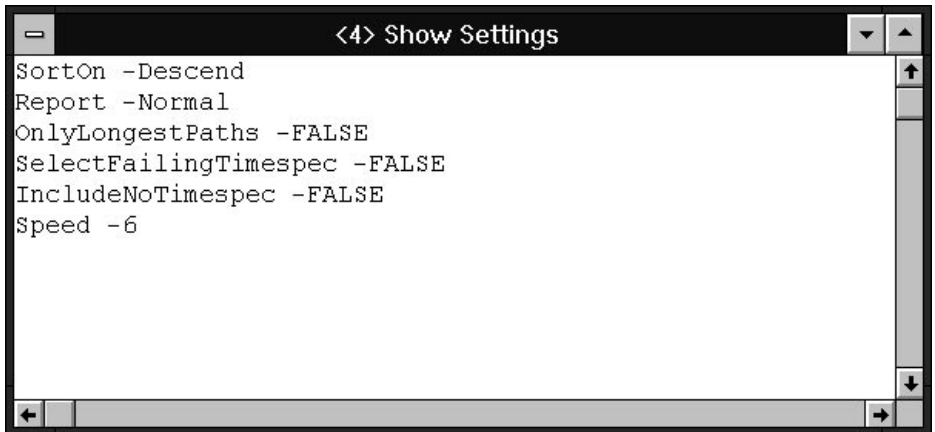 <4> Show Settings
SortOn -Descend
Report -Normal
OnlyLongestPaths -FALSE
SelectFailingTimespec -FALSE
IncludeNoTimespec -FALSE
Speed -6